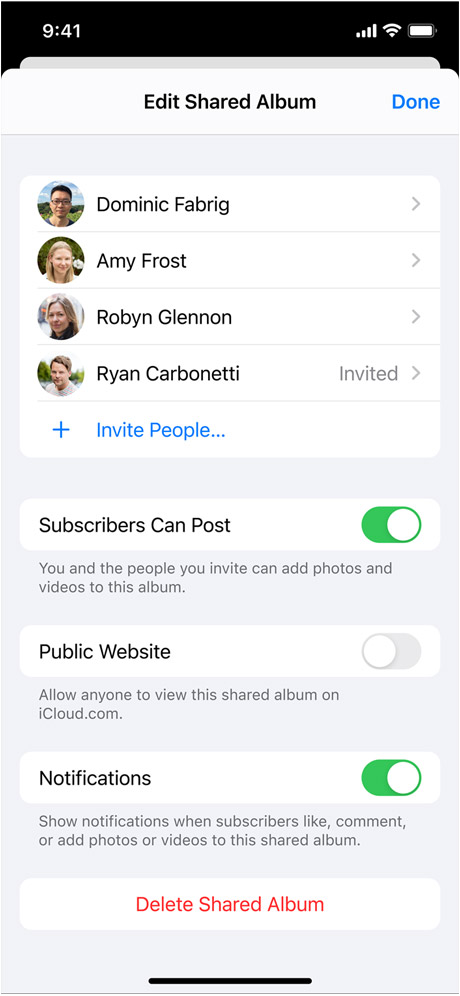 9:41
Edit Shared Album
Done
Dominic Fabrig
Amy Frost
Robyn Glennon
Ryan Carbonetti
Invited
+ Invite People...
Subscribers Can Post
You and the people you invite can add photos and
videos to this album.
Public Website
Allow anyone to view this shared album on
iCloud.com.
Notifications
Show notifications when subscribers like, comment,
or add photos or videos to this shared album.
Delete Shared Album